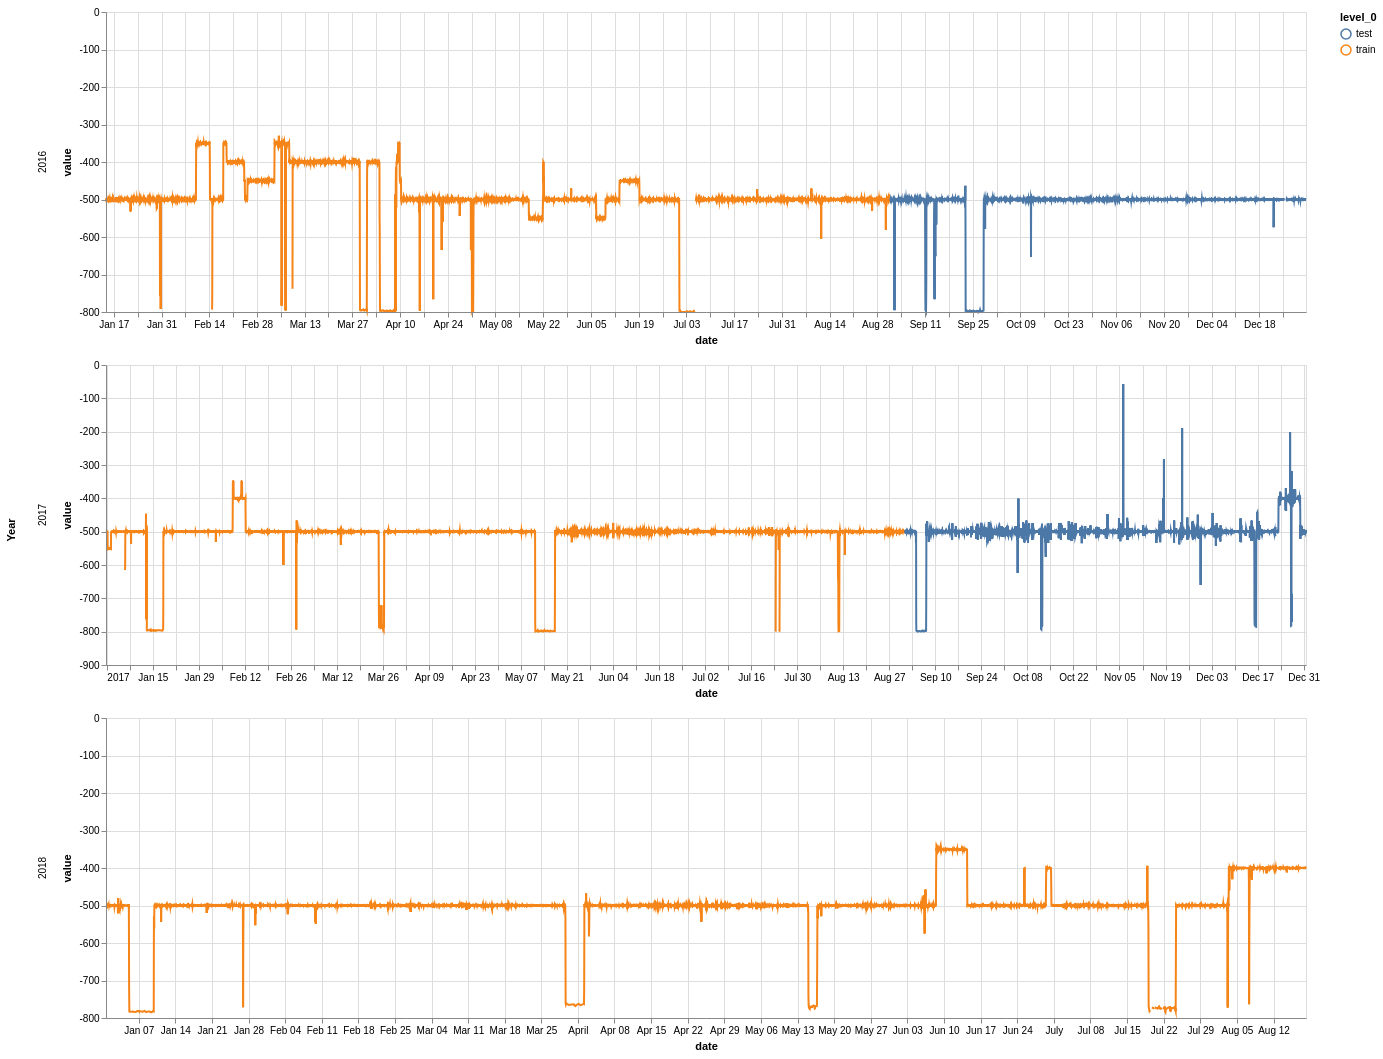 level_0
test
train
2016
value
0
-100
-200
-300
-400
-500
-600
-700
-800
Jan 17 Jan 31 Feb 14 Feb 28 Mar 13 Mar 27 Apr 10 Apr 24 May 08 May 22 Jun 05 Jun 19 Jul 03 Jul 17 Jul 31 Aug 14 Aug 28 Sep 11 Sep 25 Oct 09 Oct 23 Nov 06 Nov 20 Dec 04 Dec 18
date
Year
2017
value
0
-100
-200
-300
-400
-500
-600
-700
-800
-900
2017 Jan 15 Jan 29 Feb 12 Feb 26 Mar 12 Mar 26 Apr 09 Apr 23 May 07 May 21 Jun 04 Jun 18 Jul 02 Jul 16 Jul 30 Aug 13 Aug 27 Sep 10 Sep 24 Oct 08 Oct 22 Nov 05 Nov 19 Dec 03 Dec 17 Dec 31
date
2018
value
0
-100
-200
-300
-400
-500
-600
-700
-800
Jan 07 Jan 14 Jan 21 Jan 28 Feb 04 Feb 11 Feb 18 Feb 25 Mar 04 Mar 11 Mar 18 Mar 25 April Apr 08 Apr 15 Apr 22 Apr 29 May 06 May 13 May 20 May 27 Jun 03 Jun 10 Jun 17 Jun 24 July Jul 08 Jul 15 Jul 22 Jul 29 Aug 05 Aug 12
date